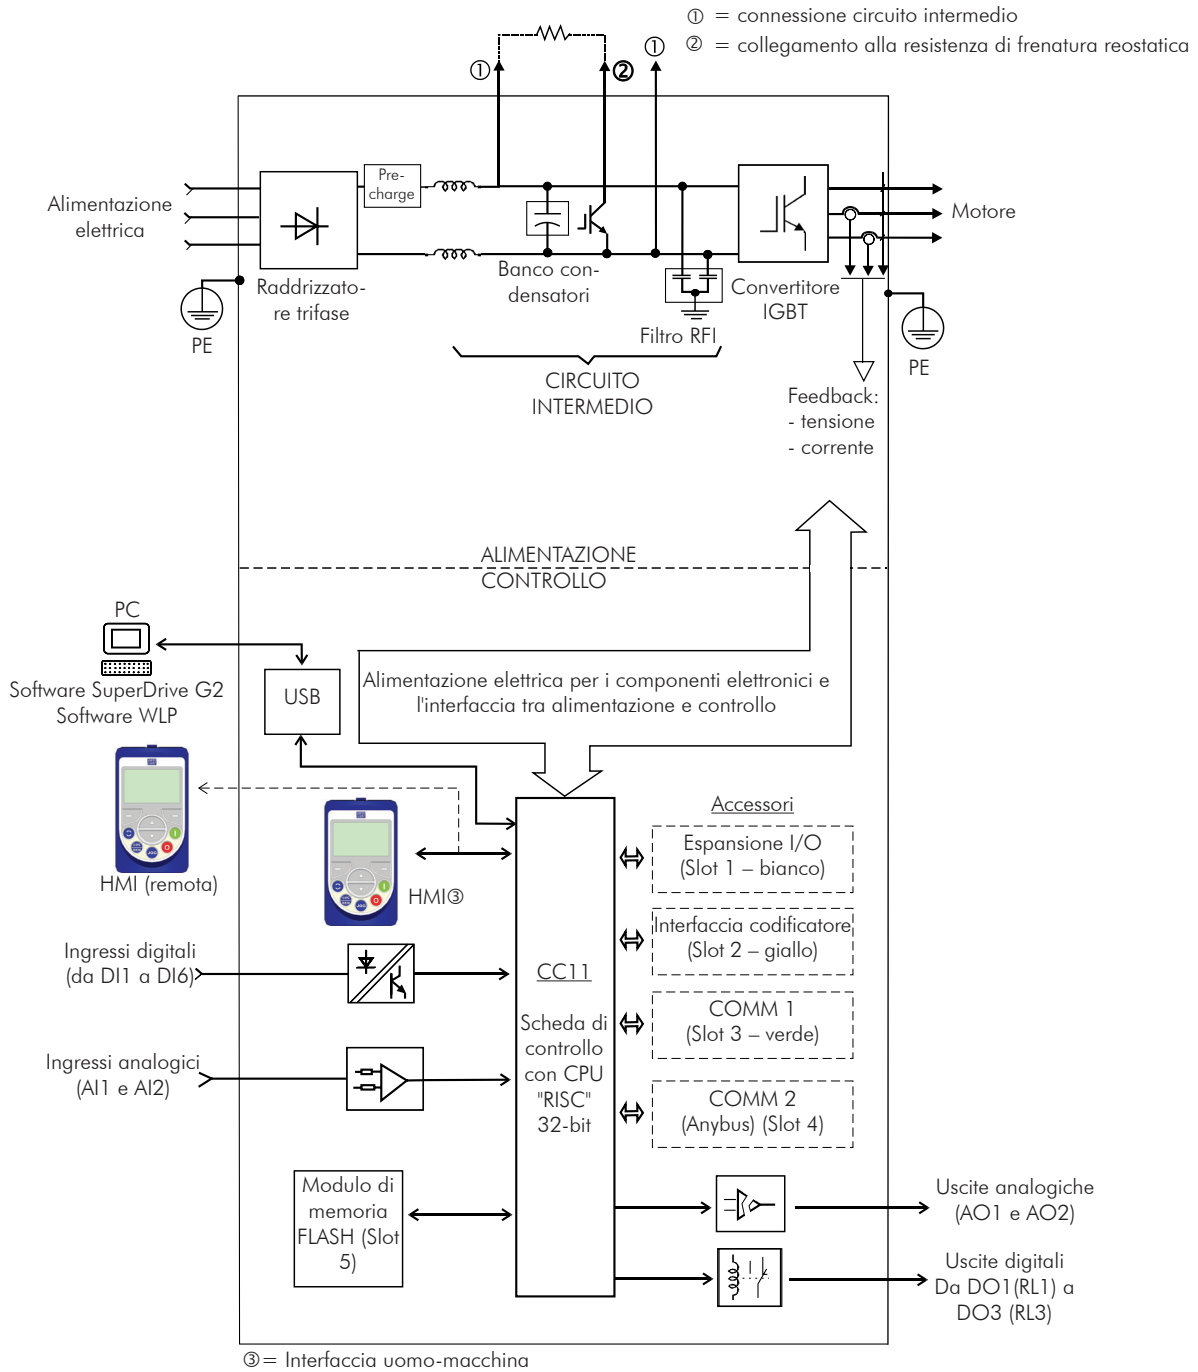 ① = connessione circuito intermedio
② = collegamento alla resistenza di frenatura reostatica
①
②
①
Pre-
charge
Alimentazione
elettrica
Motore
Raddrizzato-
re trifase
Banco con-
densatori
Convertitore
IGBT
Filtro RFI
PE
PE
CIRCUITO
INTERMEDIO
Feedback:
- tensione
- corrente
ALIMENTAZIONE
CONTROLLO
PC
Software SuperDrive G2
Software WLP
USB
Alimentazione elettrica per i componenti elettronici e
l'interfaccia tra alimentazione e controllo
HMI (remota)
HMI③
Accessori
Espansione I/O
(Slot 1 – bianco)
Interfaccia codificatore
(Slot 2 – giallo)
COMM 1
(Slot 3 – verde)
COMM 2
(Anybus) (Slot 4)
Ingressi digitali
(da DI1 a DI6)
Ingressi analogici
(AI1 e AI2)
CC11
Scheda di
controllo
con CPU
"RISC"
32-bit
Modulo di
memoria
FLASH (Slot
5)
Uscite analogiche
(AO1 e AO2)
Uscite digitali
Da DO1(RL1) a
DO3 (RL3)
③= Interfaccia uomo-macchina